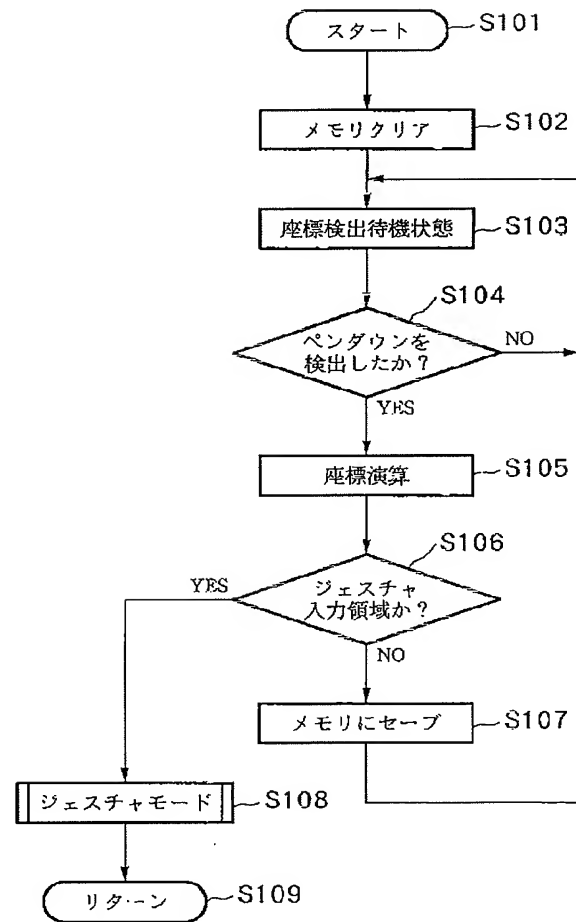 スタート
S101
メモリクリア
S102
座標検出待機状態
S103
S104
ペンダウンを
検出したか?
NO
YES
座標演算
S105
S106
YES
ジェスチャ
入力領域か?
NO
メモリにセーブ
S107
ジェスチャモード
S108
リターン
S109